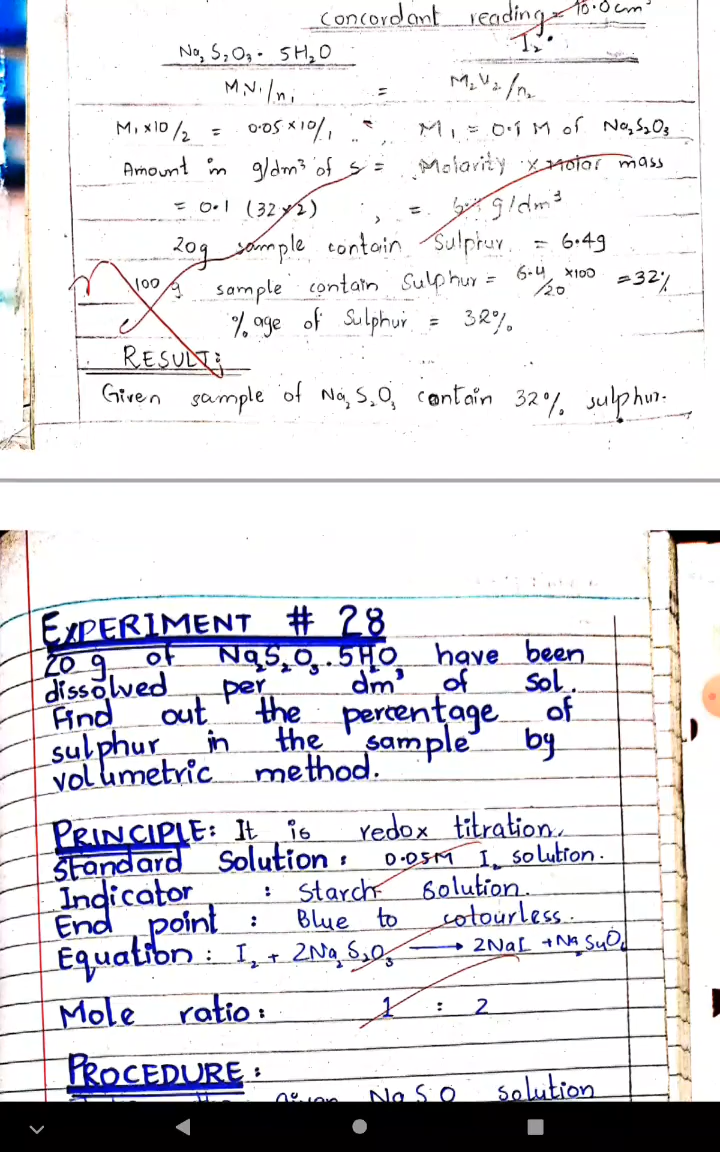 concordant reading = 10.0 cm³
Na₂S₂O₃. 5H₂O I₂.
M₁V₁/n₁ = M₂V₂/n₂
M₁×10/2 = 0.05×10/1 M₁ = 0.1 M of Na₂S₂O₃
Amount in g/dm³ of S = Molarity × molar mass
= 0.1 (32×2) ; = g/dm³
20g sample contain Sulphur = 6.4g
100 g sample contain Sulphur = 6.4/20 ×100 = 32%
% age of Sulphur = 32%
RESULT;
Given sample of Na₂S₂O₃ contain 32% sulphur.
EXPERIMENT # 28
20 g of Na₂S₂O₃.5H₂O have been
dissolved per dm³ of sol.
Find out the percentage of
sulphur in the sample by
volumetric method.
PRINCIPLE: It is redox titration.
Standard Solution: 0.05M I₂ solution.
Indicator : Starch Solution.
End point : Blue to colourless.
Equation: I₂ + 2Na₂S₂O₃ → 2NaI + Na₂S₄O₆
Mole ratio: 1 : 2
PROCEDURE:
given Na₂S₂O₃ solution